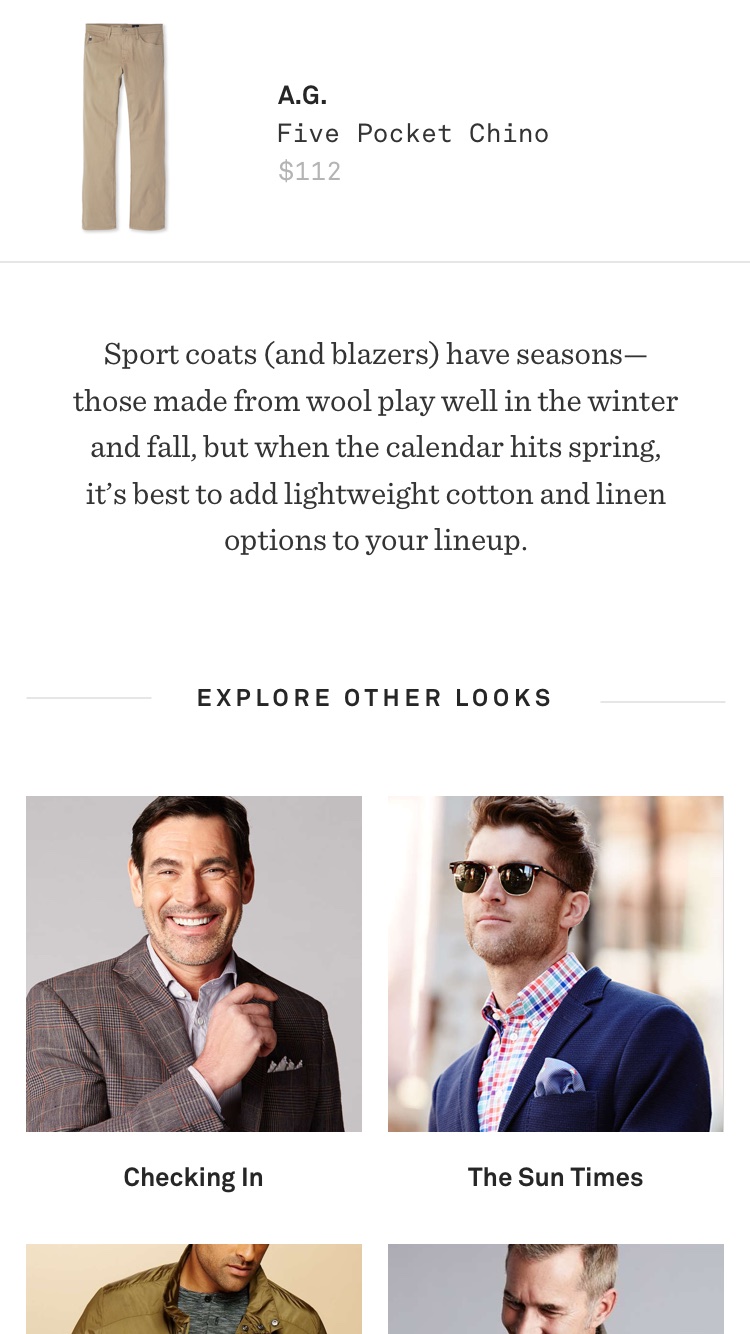 A.G.
Five Pocket Chino
$112
Sport coats (and blazers) have seasons—
those made from wool play well in the winter
and fall, but when the calendar hits spring,
it’s best to add lightweight cotton and linen
options to your lineup.
EXPLORE OTHER LOOKS
Checking In
The Sun Times